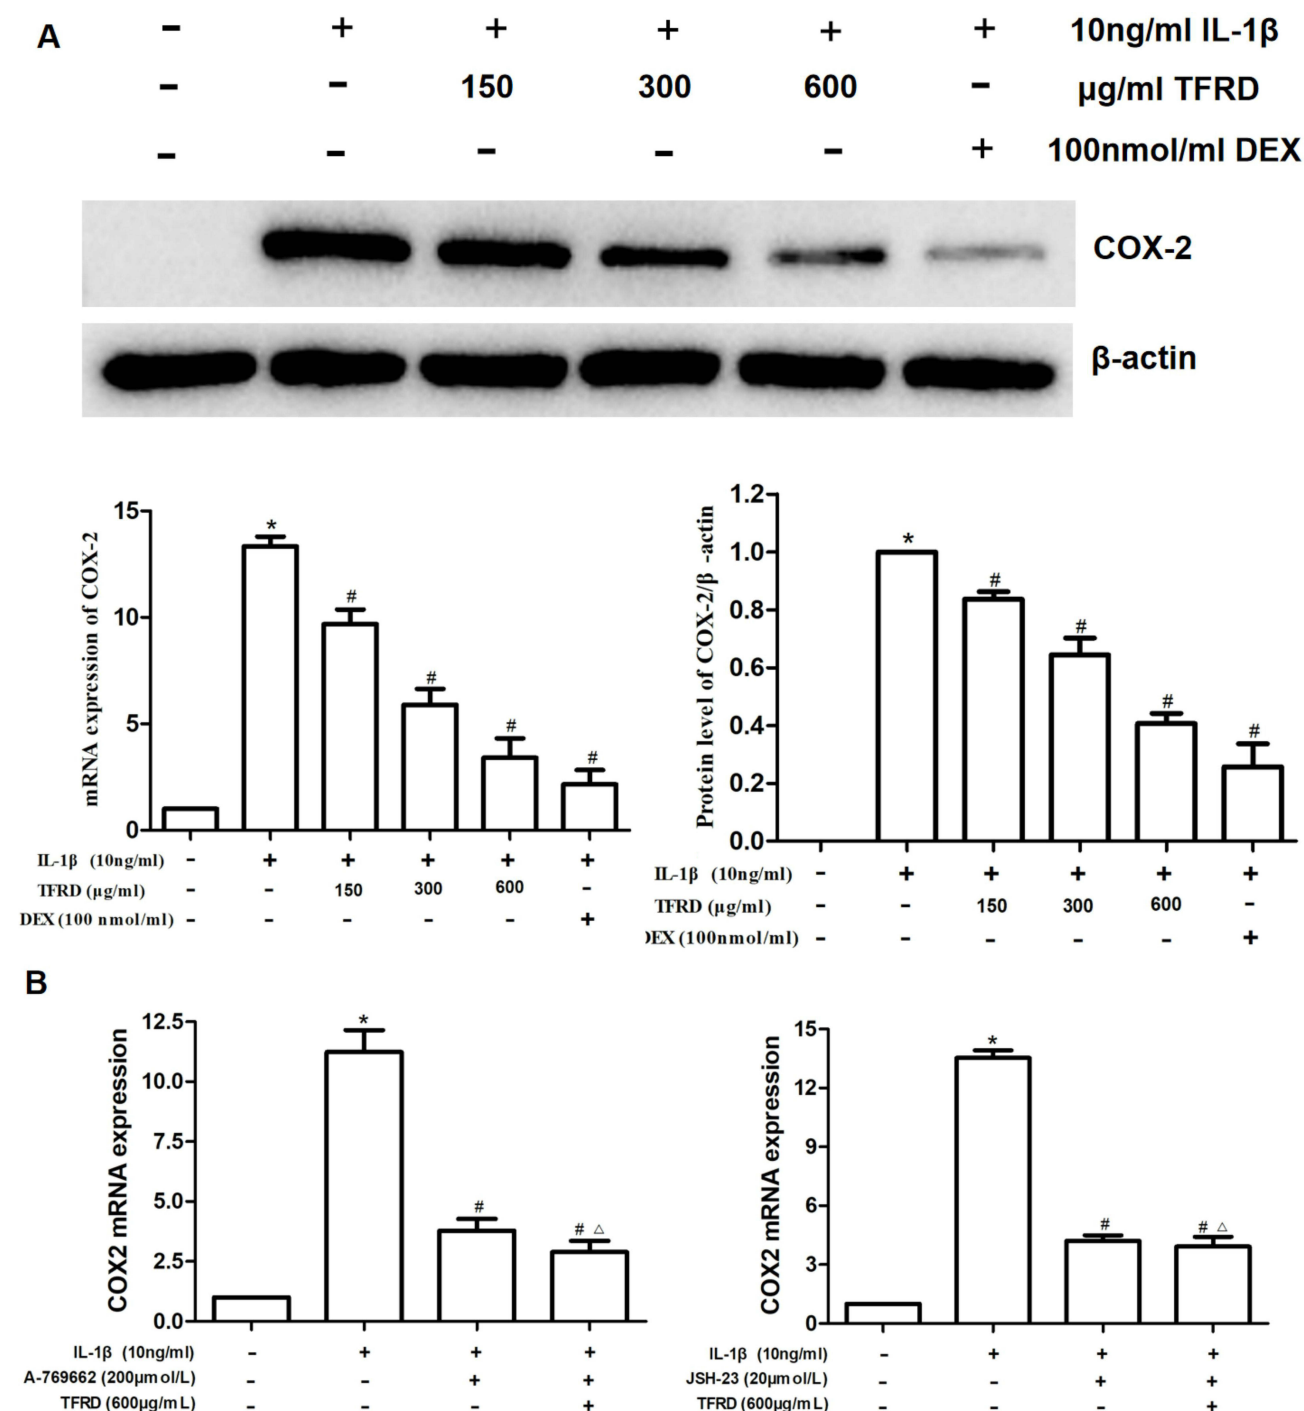 A
- + + + + + 10ng/ml IL-1β
- - 150 300 600 - µg/ml TFRD
- - - - - + 100nmol/ml DEX
COX-2
β-actin
mRNA expression of COX-2
15
10
5
0
*
#
#
#
#
IL-1β (10ng/ml) - + + + + +
TFRD (µg/ml) - - 150 300 600 -
DEX (100 nmol/ml) - - - - - +
Protein level of COX-2/β -actin
1.2
1.0
0.8
0.6
0.4
0.2
0.0
*
#
#
#
#
IL-1β (10ng/ml) - + + + + +
TFRD (µg/ml) - - 150 300 600 -
DEX (100nmol/ml) - - - - - +
B
COX2 mRNA expression
12.5
10.0
7.5
5.0
2.5
0.0
*
#
# △
IL-1β (10ng/ml) - + + +
A-769662 (200µmol/L) - - + +
TFRD (600µg/mL) - - - +
COX2 mRNA expression
15
12
9
6
3
0
*
#
# △
IL-1β (10ng/ml) - + + +
JSH-23 (20µmol/L) - - + +
TFRD (600µg/mL) - - - +